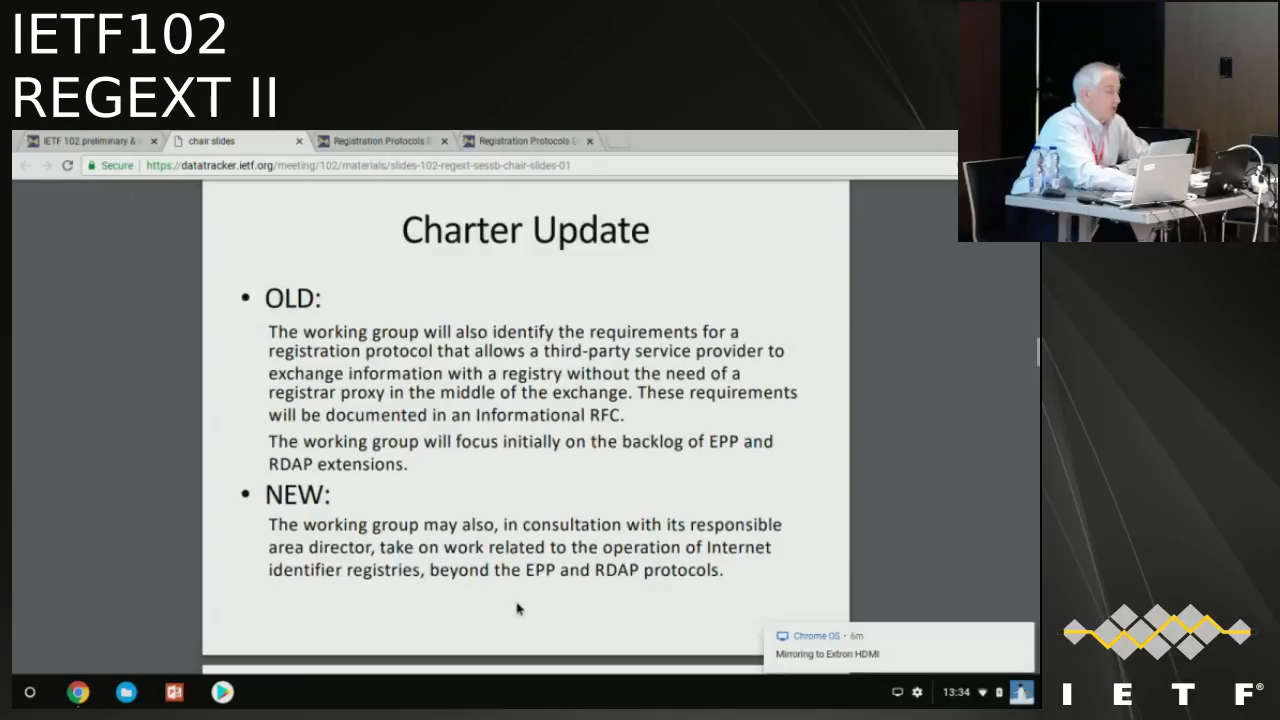 IETF102
REGEXT II
IETF 102 preliminary &
chair slides
Registration Protocols E
Registration Protocols E
Secure
https://datatracker.ietf.org/meeting/102/materials/slides-102-regext-sessb-chair-slides-01
Charter Update
• OLD:
The working group will also identify the requirements for a
registration protocol that allows a third-party service provider to
exchange information with a registry without the need of a
registrar proxy in the middle of the exchange. These requirements
will be documented in an Informational RFC.
The working group will focus initially on the backlog of EPP and
RDAP extensions.
• NEW:
The working group may also, in consultation with its responsible
area director, take on work related to the operation of Internet
identifier registries, beyond the EPP and RDAP protocols.
Chrome OS • 6m
Mirroring to Extron HDMI
13:34
I E T F®